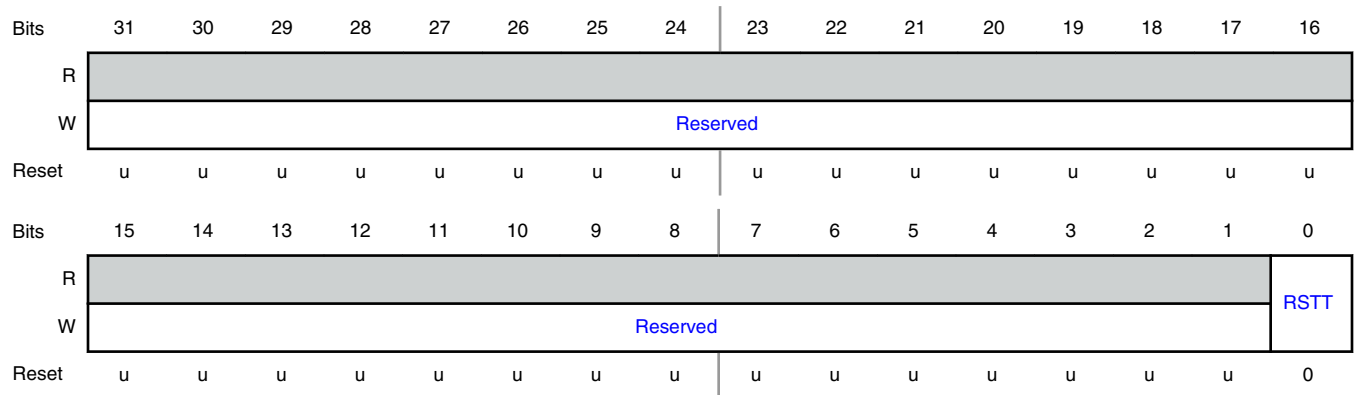 Bits 31 30 29 28 27 26 25 24 23 22 21 20 19 18 17 16
R
W Reserved
Reset u u u u u u u u u u u u u u u u
Bits 15 14 13 12 11 10 9 8 7 6 5 4 3 2 1 0
R
RSTT
W Reserved
Reset u u u u u u u u u u u u u u u 0